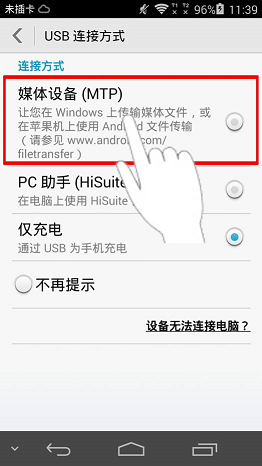 未插卡 T1 T2 96% 11:39
USB 连接方式
连接方式
媒体设备 (MTP)
让您在 Windows 上传输媒体文件，或
在苹果机上使用 Android 文件传输
（请参见 www.android.com/
filetransfer）
PC 助手 (HiSuite
在电脑上使用 HiSuite
仅充电
通过 USB 为手机充电
不再提示
设备无法连接电脑？